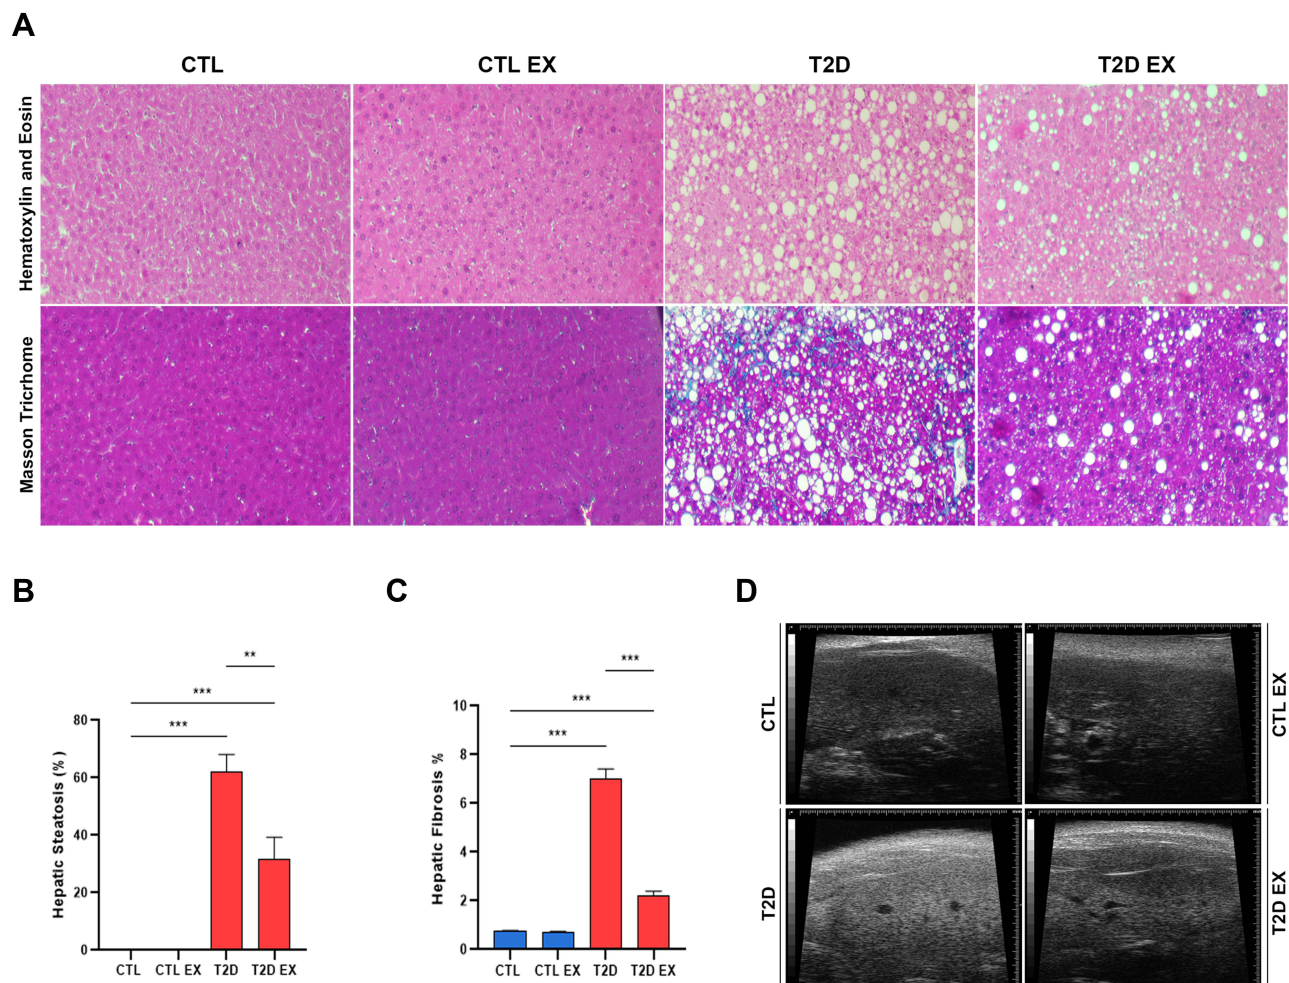 A
CTL
CTL EX
T2D
T2D EX
Hematoxylin and Eosin
Masson Tricrhome
B
**
***
***
80
60
40
20
0
Hepatic Steatosis (%)
CTL
CTL EX
T2D
T2D EX
C
***
***
***
10
8
6
4
2
0
Hepatic Fibrosis %
CTL
CTL EX
T2D
T2D EX
D
CTL
CTL EX
T2D
T2D EX